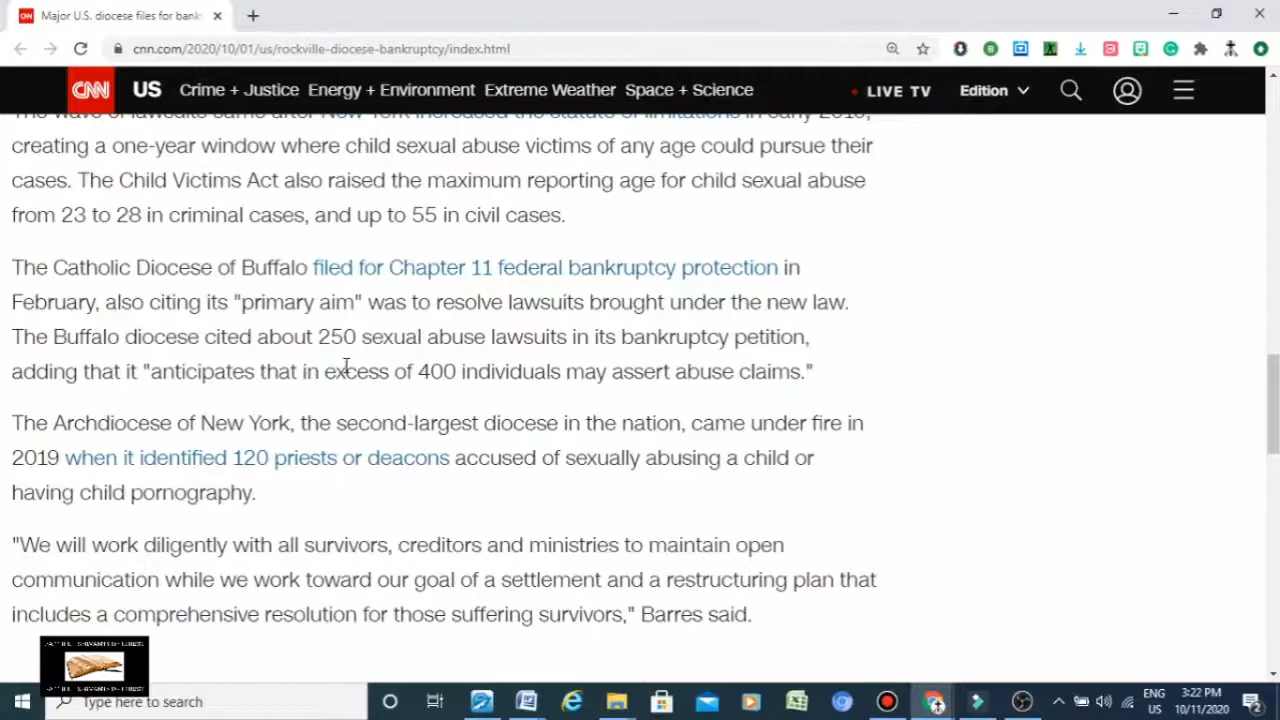 Major U.S. diocese files for bank
cnn.com/2020/10/01/us/rockville-diocese-bankruptcy/index.html
CNN US Crime + Justice Energy + Environment Extreme Weather Space + Science LIVE TV Edition
The wave of lawsuits came after New York increased the statute of limitations in early 2019,
creating a one-year window where child sexual abuse victims of any age could pursue their
cases. The Child Victims Act also raised the maximum reporting age for child sexual abuse
from 23 to 28 in criminal cases, and up to 55 in civil cases.
The Catholic Diocese of Buffalo filed for Chapter 11 federal bankruptcy protection in
February, also citing its "primary aim" was to resolve lawsuits brought under the new law.
The Buffalo diocese cited about 250 sexual abuse lawsuits in its bankruptcy petition,
adding that it "anticipates that in excess of 400 individuals may assert abuse claims."
The Archdiocese of New York, the second-largest diocese in the nation, came under fire in
2019 when it identified 120 priests or deacons accused of sexually abusing a child or
having child pornography.
"We will work diligently with all survivors, creditors and ministries to maintain open
communication while we work toward our goal of a settlement and a restructuring plan that
includes a comprehensive resolution for those suffering survivors," Barres said.
Type here to search
ENG
US
3:22 PM
10/11/2020
2